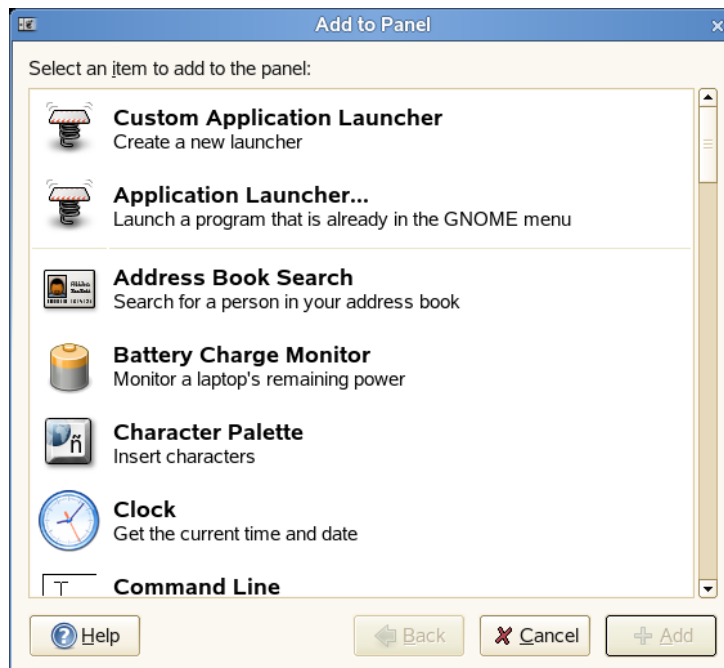 Add to Panel
Select an item to add to the panel:
Custom Application Launcher
Create a new launcher
Application Launcher...
Launch a program that is already in the GNOME menu
Address Book Search
Search for a person in your address book
Battery Charge Monitor
Monitor a laptop's remaining power
ñ
Character Palette
Insert characters
Clock
Get the current time and date
Command Line
Help
Back
Cancel
Add